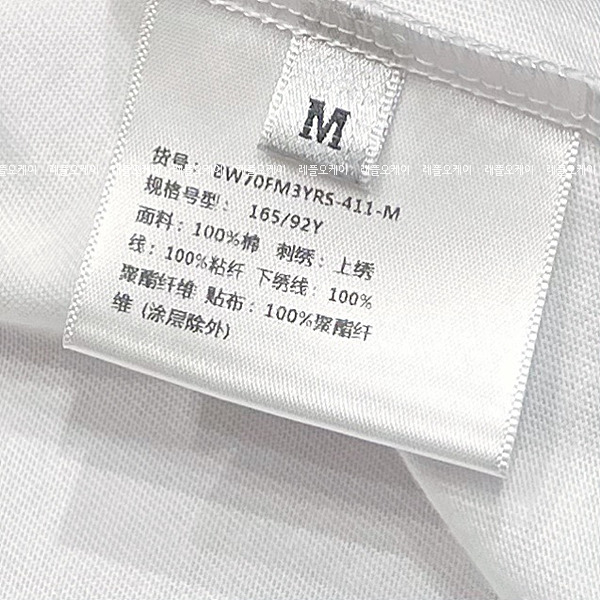 M
货号: BW70FM3YRS-411-M
规格号型: 165/92Y
面料: 100%棉 刺绣: 上绣
线: 100%粘纤 下绣线: 100%
聚酯纤维 贴布: 100%聚酯纤
维 (涂层除外)
레플오케이 레플오케이 레플오케이 레플오케이 레플오케이